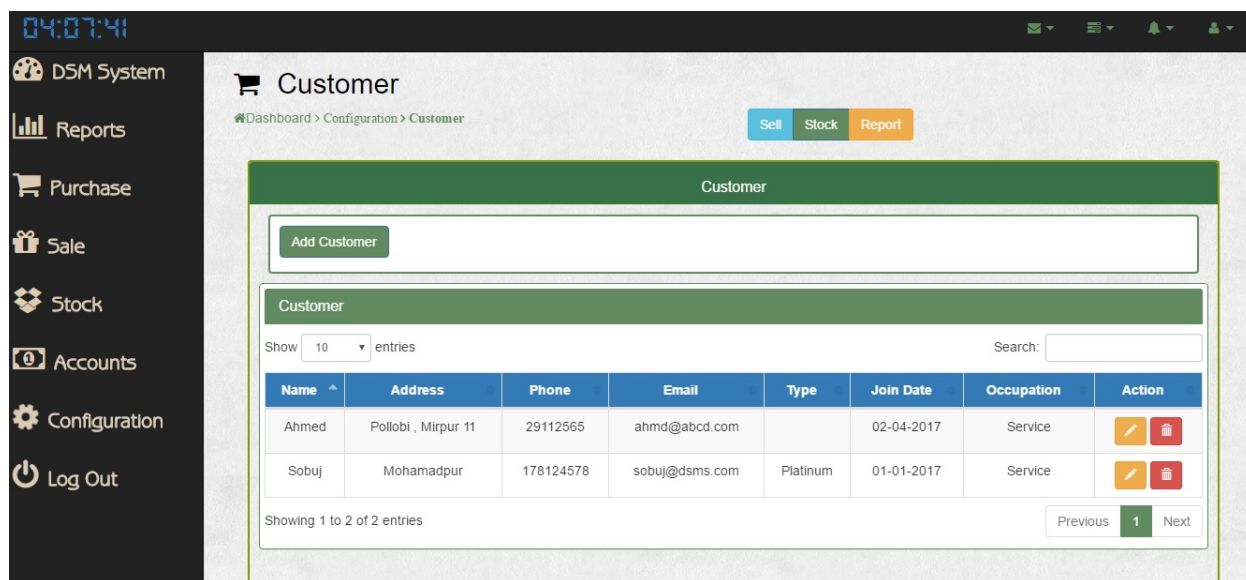 04:07:41
DSM System
Reports
Purchase
Sale
Stock
Accounts
Configuration
Log Out
Customer
Dashboard > Configuration > Customer
Sell Stock Report
Customer
Add Customer
Customer
Show 10 entries Search:
Name Address Phone Email Type Join Date Occupation Action
Ahmed Pollobi , Mirpur 11 29112565 ahmd@abcd.com 02-04-2017 Service
Sobuj Mohamadpur 178124578 sobuj@dsms.com Platinum 01-01-2017 Service
Showing 1 to 2 of 2 entries Previous 1 Next